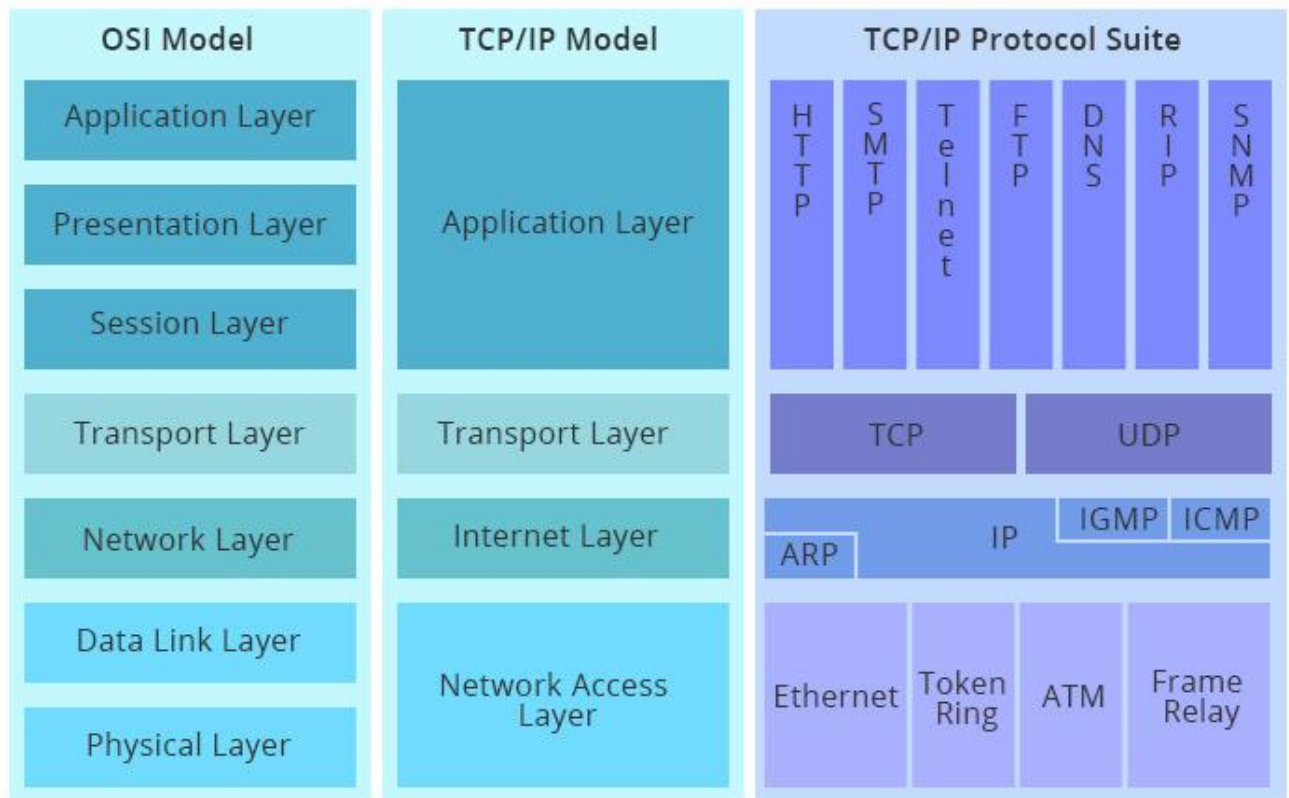 OSI Model
Application Layer
Presentation Layer
Session Layer
Transport Layer
Network Layer
Data Link Layer
Physical Layer
TCP/IP Model
Application Layer
Transport Layer
Internet Layer
Network Access
Layer
TCP/IP Protocol Suite
HTTP
SMTP
Telnet
FTP
DNS
RIP
SNMP
TCP
UDP
IP
IGMP
ICMP
ARP
Ethernet
Token
Ring
ATM
Frame
Relay